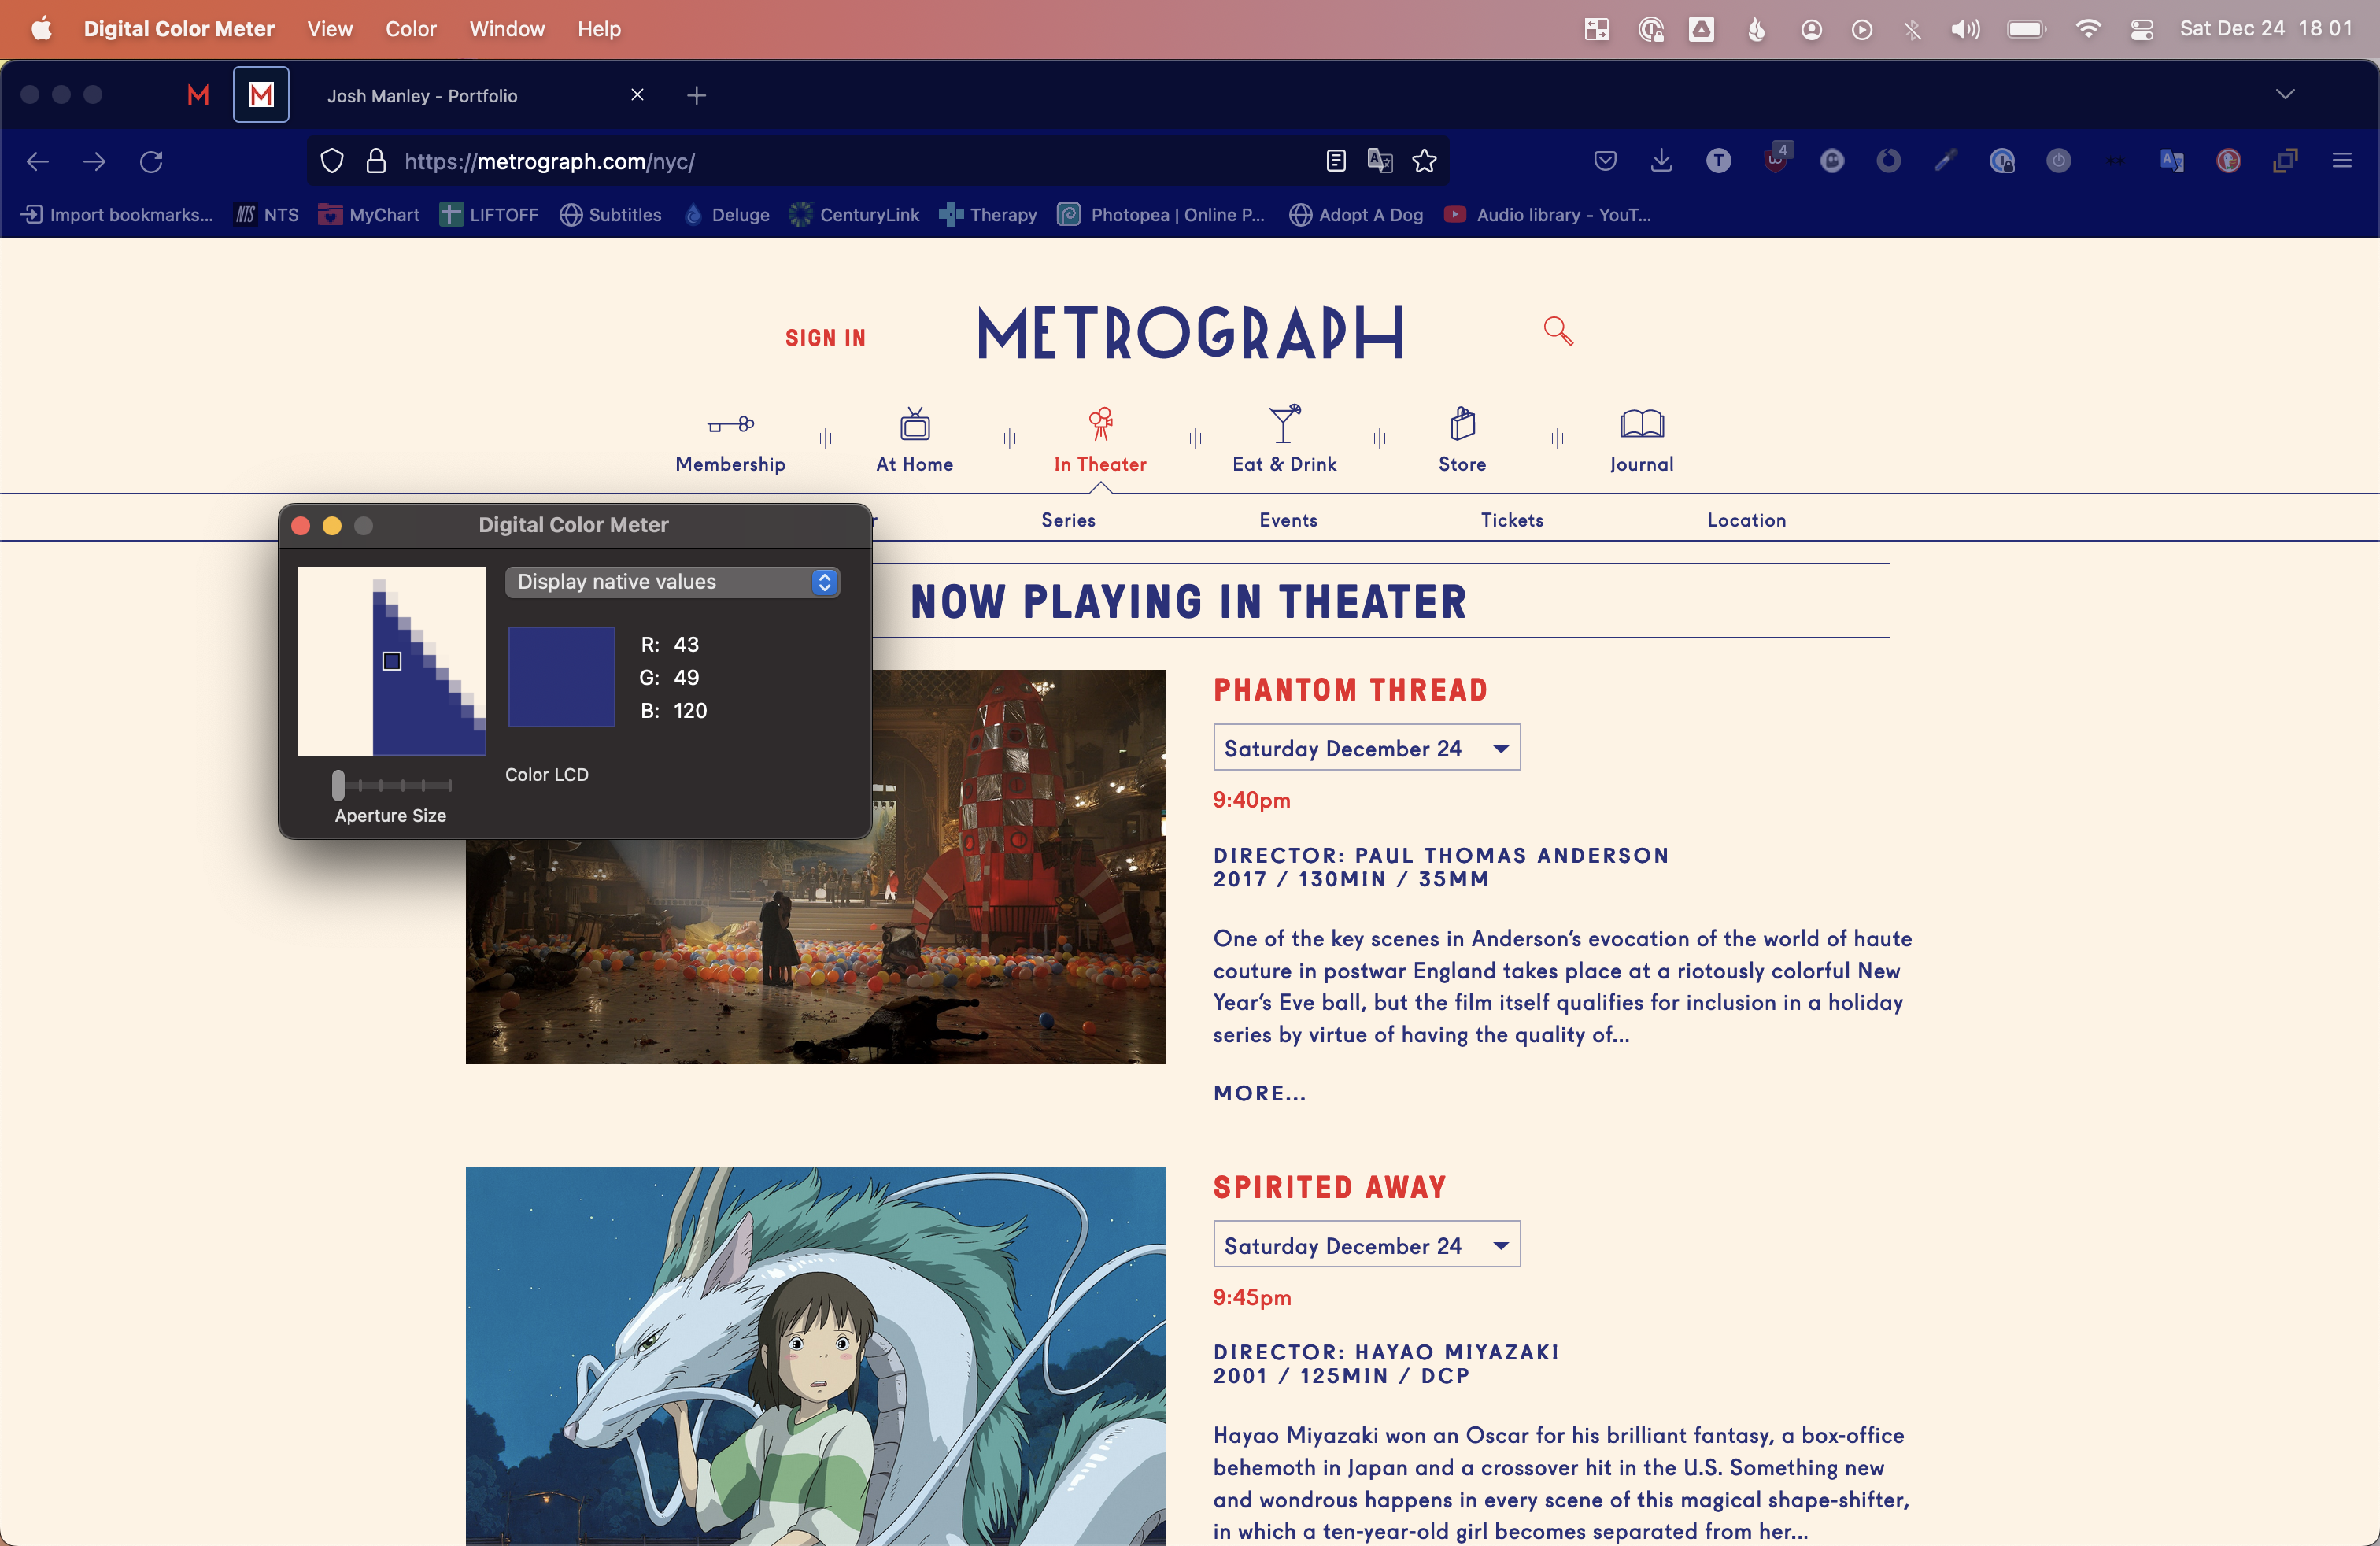 Digital Color Meter View Color Window Help Sat Dec 24 18 01
M M Josh Manley - Portfolio
https://metrograph.com/nyc/ T 4
Import bookmarks... NTS NTS MyChart LIFTOFF Subtitles Deluge CenturyLink Therapy Photopea | Online P... Adopt A Dog Audio library - YouT...
SIGN IN METROGRAPH
Membership At Home In Theater Eat & Drink Store Journal
r Series Events Tickets Location
Digital Color Meter
Display native values
R: 43
G: 49
B: 120
Color LCD
Aperture Size
NOW PLAYING IN THEATER
PHANTOM THREAD
Saturday December 24
9:40pm
DIRECTOR: PAUL THOMAS ANDERSON
2017 / 130MIN / 35MM
One of the key scenes in Anderson’s evocation of the world of haute
couture in postwar England takes place at a riotously colorful New
Year’s Eve ball, but the film itself qualifies for inclusion in a holiday
series by virtue of having the quality of...
MORE...
SPIRITED AWAY
Saturday December 24
9:45pm
DIRECTOR: HAYAO MIYAZAKI
2001 / 125MIN / DCP
Hayao Miyazaki won an Oscar for his brilliant fantasy, a box-office
behemoth in Japan and a crossover hit in the U.S. Something new
and wondrous happens in every scene of this magical shape-shifter,
in which a ten-year-old girl becomes separated from her...